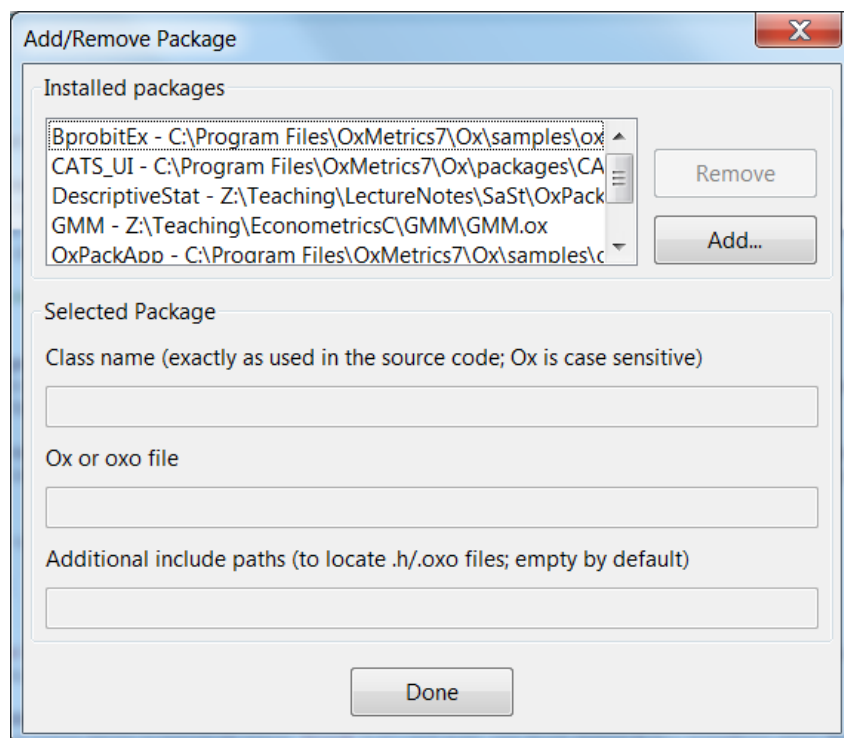 Add/Remove Package
X
Installed packages
BprobitEx - C:\Program Files\OxMetrics7\Ox\samples\ox
CATS_UI - C:\Program Files\OxMetrics7\Ox\packages\CA
DescriptiveStat - Z:\Teaching\LectureNotes\SaSt\OxPack
GMM - Z:\Teaching\EconometricsC\GMM\GMM.ox
OxPackApp - C:\Program Files\OxMetrics7\Ox\samples\c
Remove
Add...
Selected Package
Class name (exactly as used in the source code; Ox is case sensitive)
Ox or oxo file
Additional include paths (to locate .h/.oxo files; empty by default)
Done